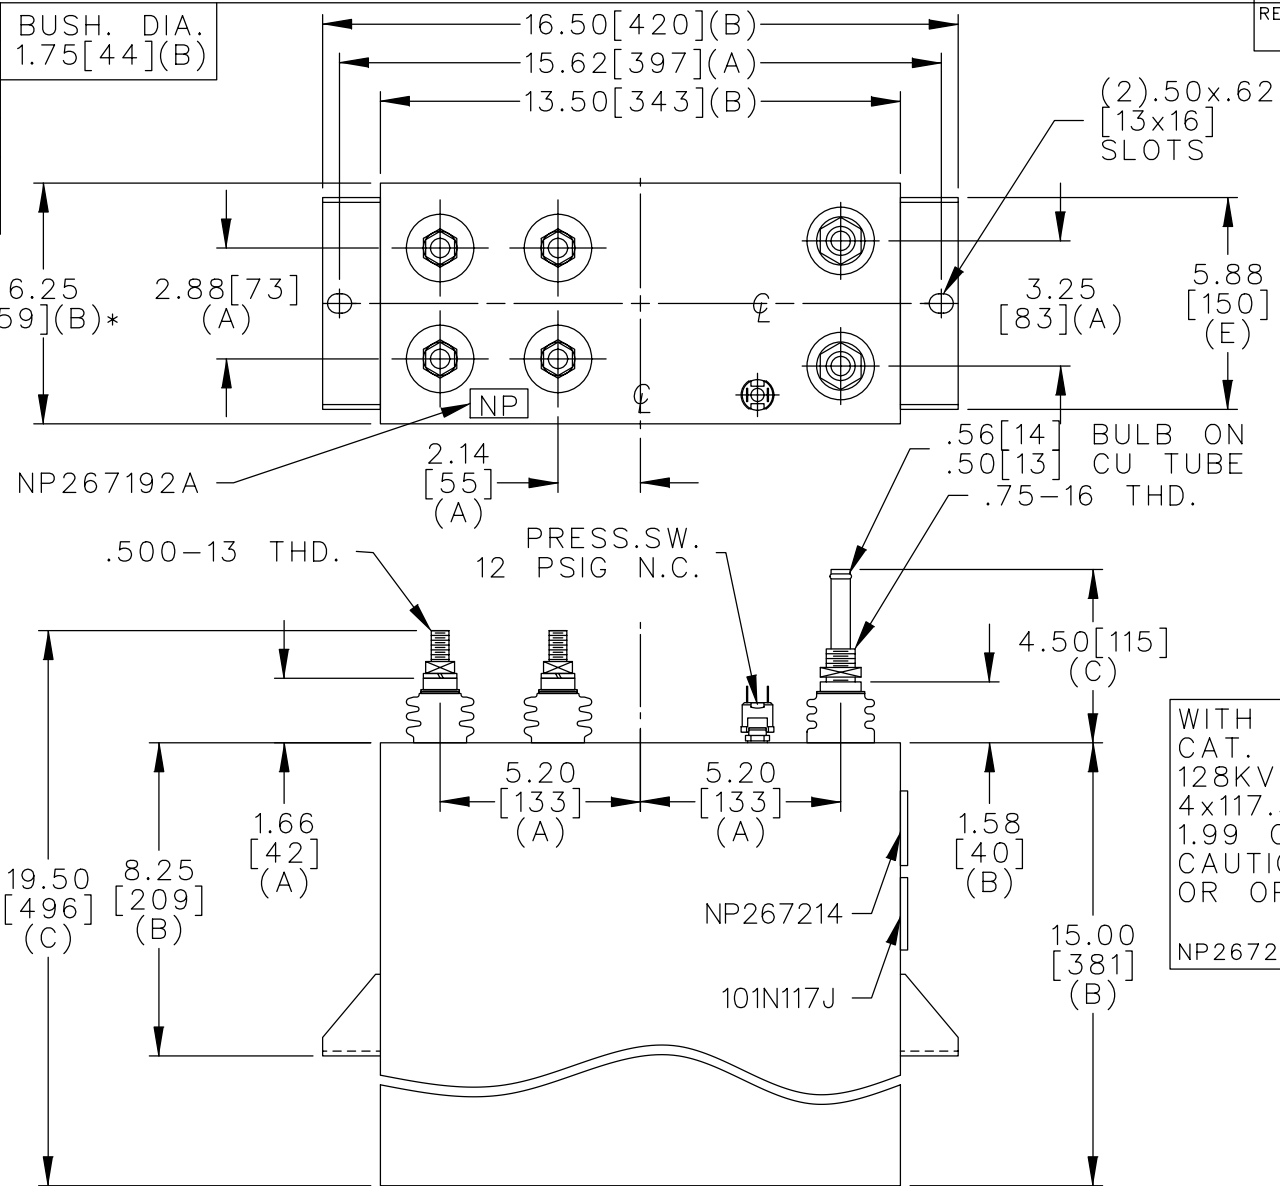 BUSH. DIA.
1.75[44](B)
16.50[420](B)
15.62[397](A)
13.50[343](B)
(2).50x.62
[13x16]
SLOTS
6.25
59](B)*
2.88[73]
(A)
3.25
[83](A)
5.88
[150]
(E)
NP
NP267192A
2.14
[55]
(A)
.56[14] BULB ON
.50[13] CU TUBE
.75-16 THD.
.500-13 THD.
PRESS.SW.
12 PSIG N.C.
4.50[115]
(C)
5.20
[133]
(A)
5.20
[133]
(A)
1.66
[42]
(A)
1.58
[40]
(B)
19.50
[496]
(C)
8.25
[209]
(B)
NP267214
101N117J
15.00
[381]
(B)
WITH
CAT.
128KV
4x117.
1.99
OR
NP2672